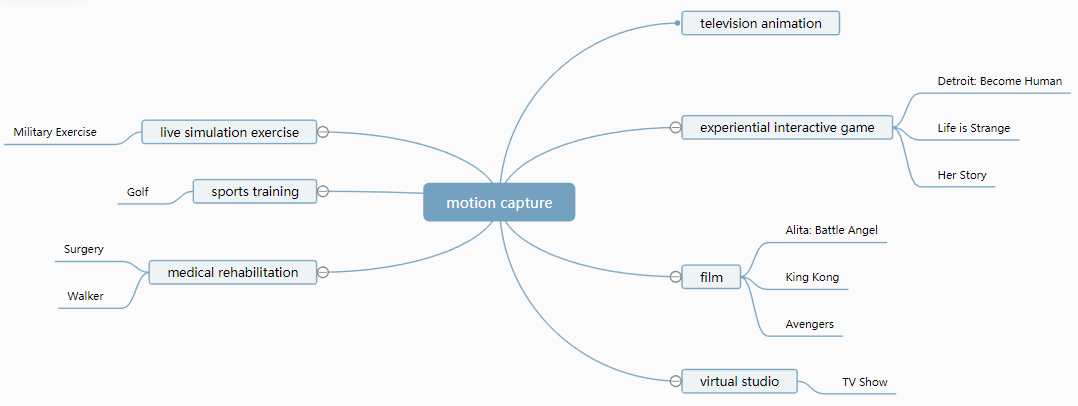 motion capture
television animation
experiential interactive game
Detroit: Become Human
Life is Strange
Her Story
film
Alita: Battle Angel
King Kong
Avengers
virtual studio
TV Show
live simulation exercise
Military Exercise
sports training
Golf
medical rehabilitation
Surgery
Walker